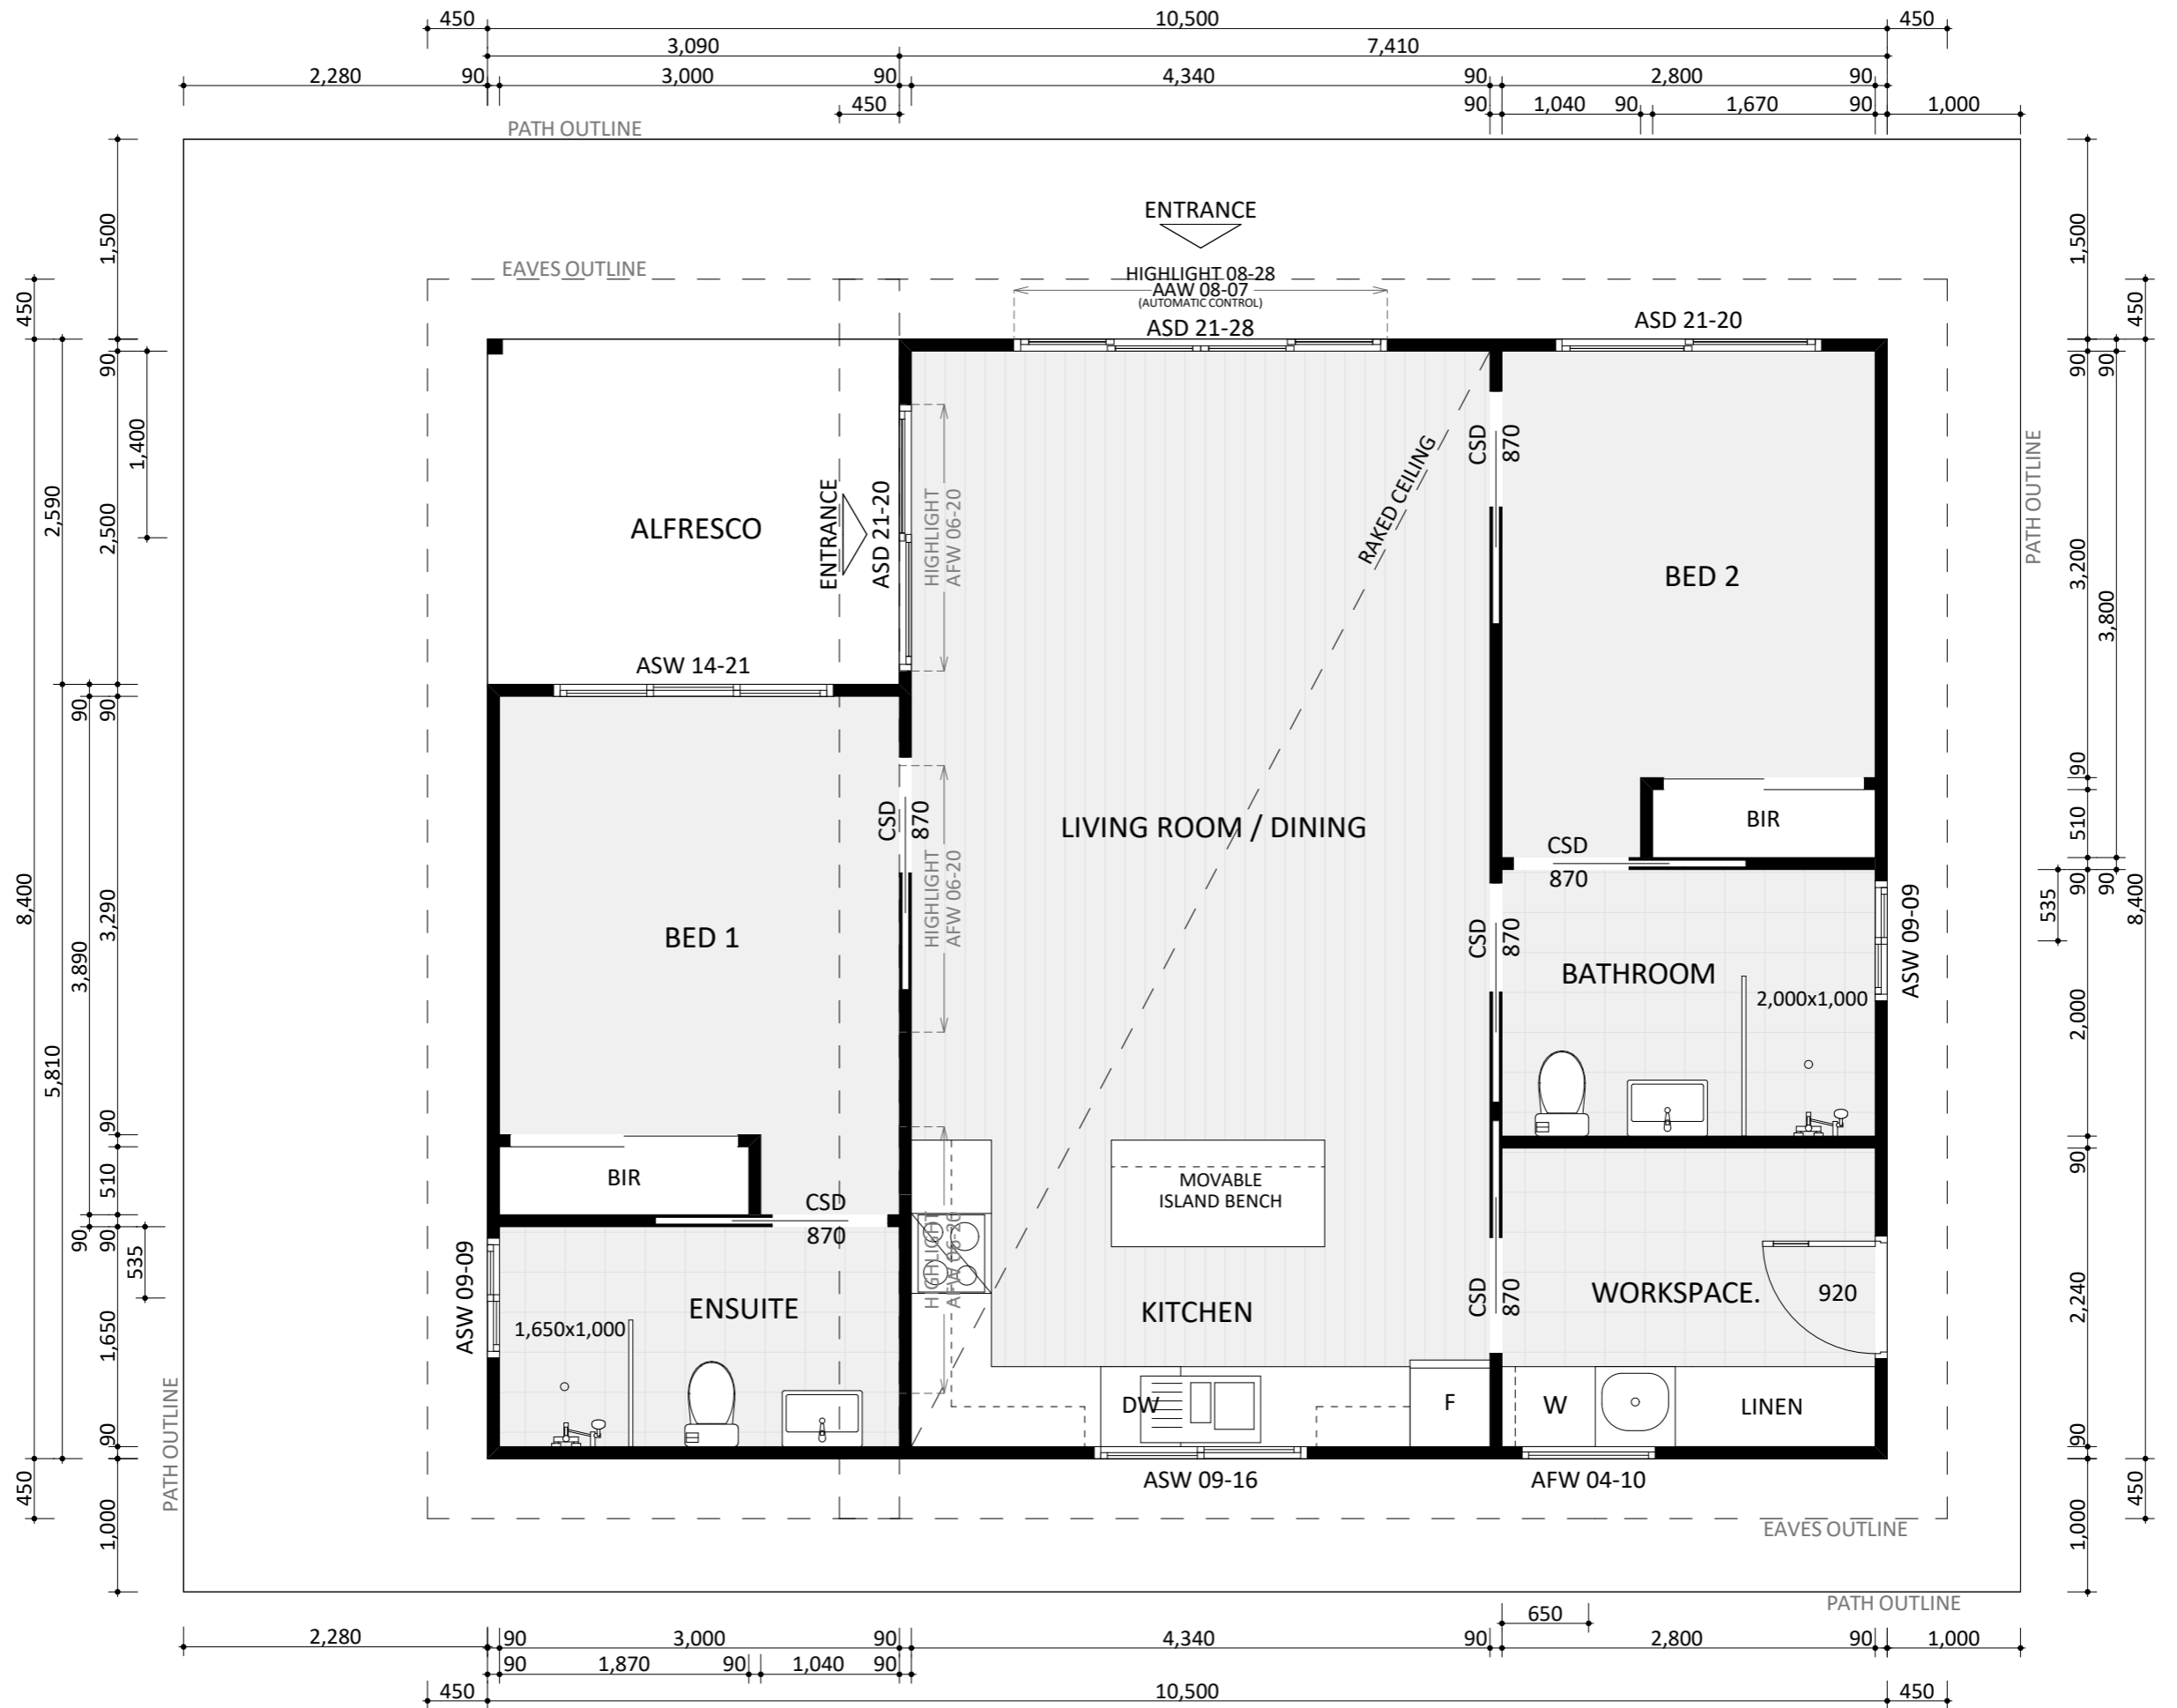 450
10,500
450
3,090
7,410
2,280
90
3,000
90
4,340
90
2,800
90
450
90
1,040
90
1,670
90
1,000
PATH OUTLINE
ENTRANCE
EAVES OUTLINE
HIGHLIGHT 08-28
AAW 08-07
(AUTOMATIC CONTROL)
ASD 21-28
ASD 21-20
1,500
450
90
1,400
2,590
2,500
8,400
90
90
3,290
3,890
5,810
90
510
90
90
535
1,650
90
450
1,000
PATH OUTLINE
ALFRESCO
ENTRANCE
ASD 21-20
HIGHLIGHT
AFW 06-20
RAKED CEILING
CSD
870
BED 2
ASW 14-21
CSD
870
HIGHLIGHT
AFW 06-20
LIVING ROOM / DINING
BIR
CSD
870
BED 1
CSD
870
BATHROOM
2,000x1,000
ASW 09-09
MOVABLE
ISLAND BENCH
BIR
CSD
870
HIGHLIGHT
AFW 06-20
ASW 09-09
ENSUITE
1,650x1,000
KITCHEN
CSD
870
WORKSPACE.
920
DW
F
W
LINEN
ASW 09-16
AFW 04-10
EAVES OUTLINE
PATH OUTLINE
PATH OUTLINE
1,500
450
90
90
3,200
3,800
90
510
90
90
535
8,400
2,000
90
2,240
90
450
1,000
650
2,280
90
3,000
90
4,340
90
2,800
90
1,000
90
1,870
90
1,040
90
450
10,500
450